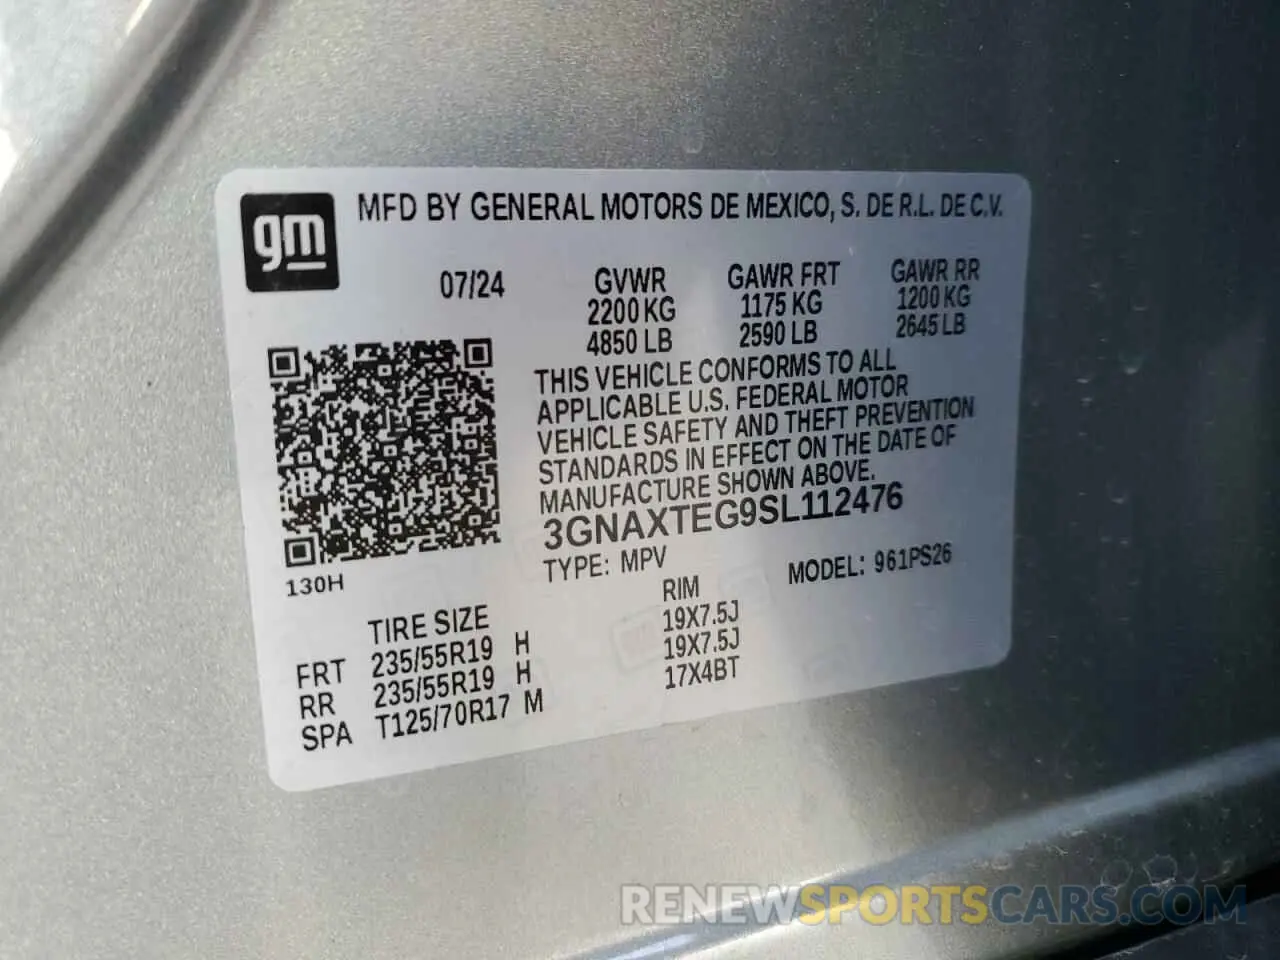 gm
MFD BY GENERAL MOTORS DE MEXICO, S. DE R.L. DE C.V.
07/24 GVWR GAWR FRT GAWR RR
2200 KG 1175 KG 1200 KG
4850 LB 2590 LB 2645 LB
THIS VEHICLE CONFORMS TO ALL
APPLICABLE U.S. FEDERAL MOTOR
VEHICLE SAFETY AND THEFT PREVENTION
STANDARDS IN EFFECT ON THE DATE OF
MANUFACTURE SHOWN ABOVE.
3GNAXTEG9SL112476
TYPE: MPV MODEL: 961PS26
130H
TIRE SIZE RIM
FRT 235/55R19 H 19X7.5J
RR 235/55R19 H 19X7.5J
SPA T125/70R17 M 17X4BT
RENEWSPORTSCARS.COM